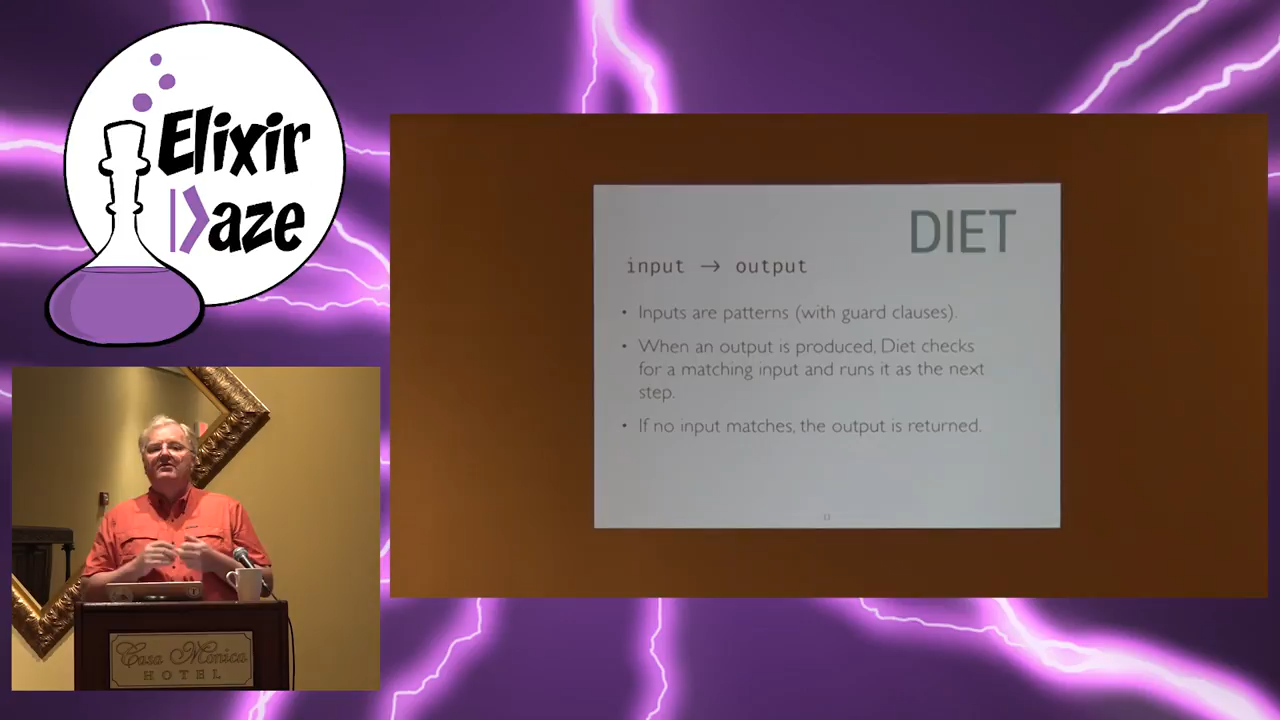 Elixir
Daze
DIET
input → output
• Inputs are patterns (with guard clauses).
• When an output is produced, Diet checks
for a matching input and runs it as the next
step.
• If no input matches, the output is returned.
Casa Monica
HOTEL